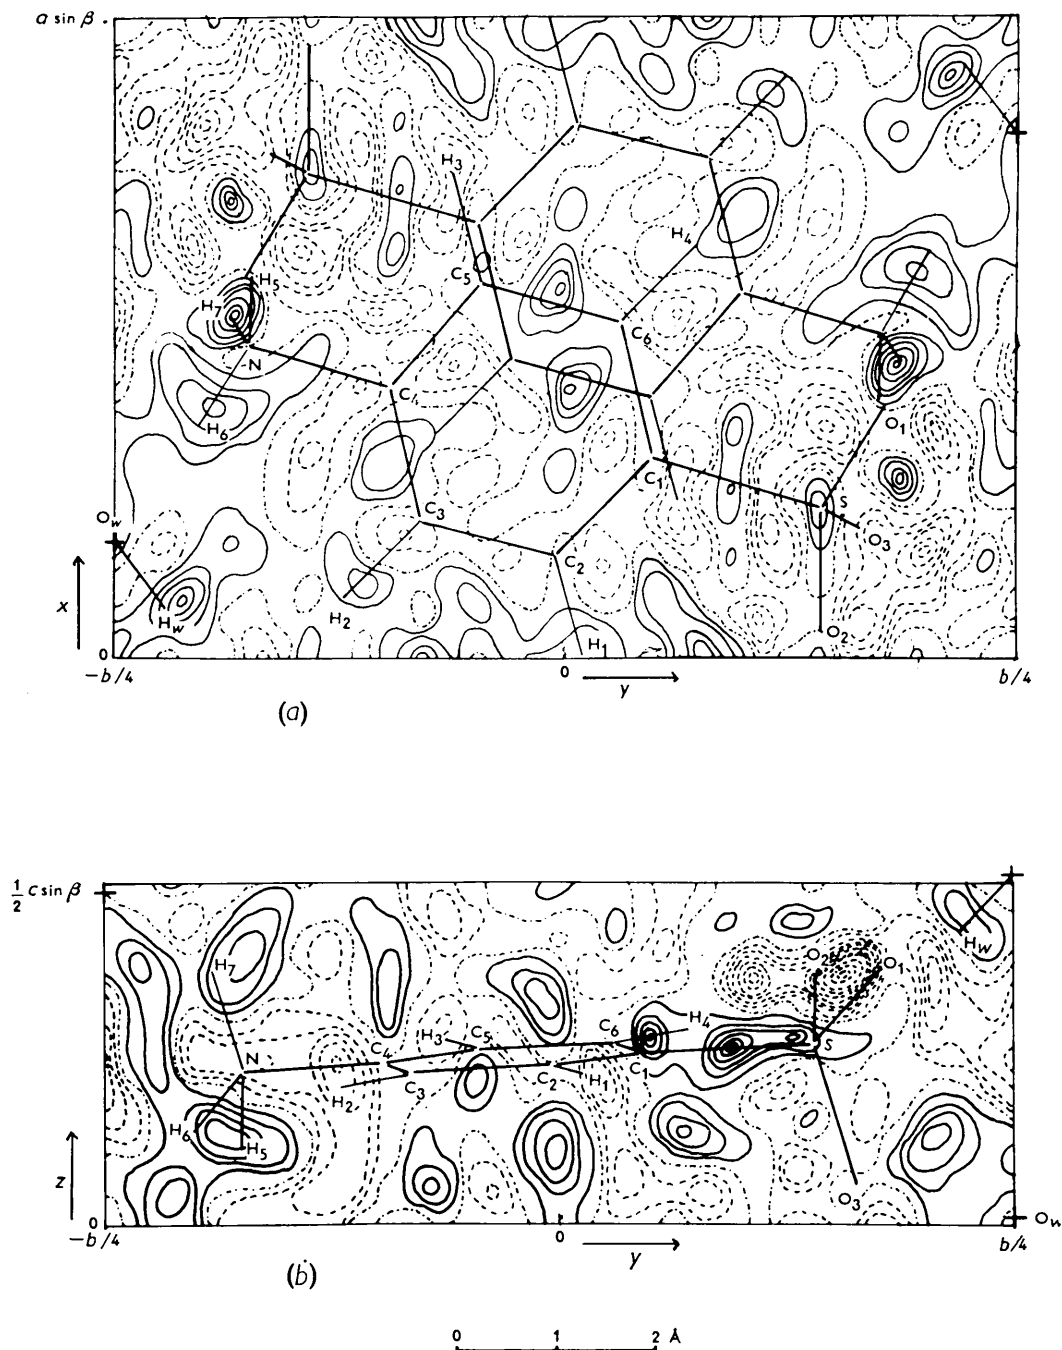 a sin β
H3
H4
C5
H5
H7
C6
N
C4
H6
O1
C1
S
C3
Ow
O3
C2
x
H2
Hw
O2
H1
0
−b/4
0
y
b/4
(a)
1/2 c sin β
Hw
H7
O2
O1
H4
C6
H3
C5
S
C4
N
C1
C2
H1
C3
H2
H6
H5
z
O3
0
Ow
−b/4
0
y
b/4
(b)
0 1 2 Å